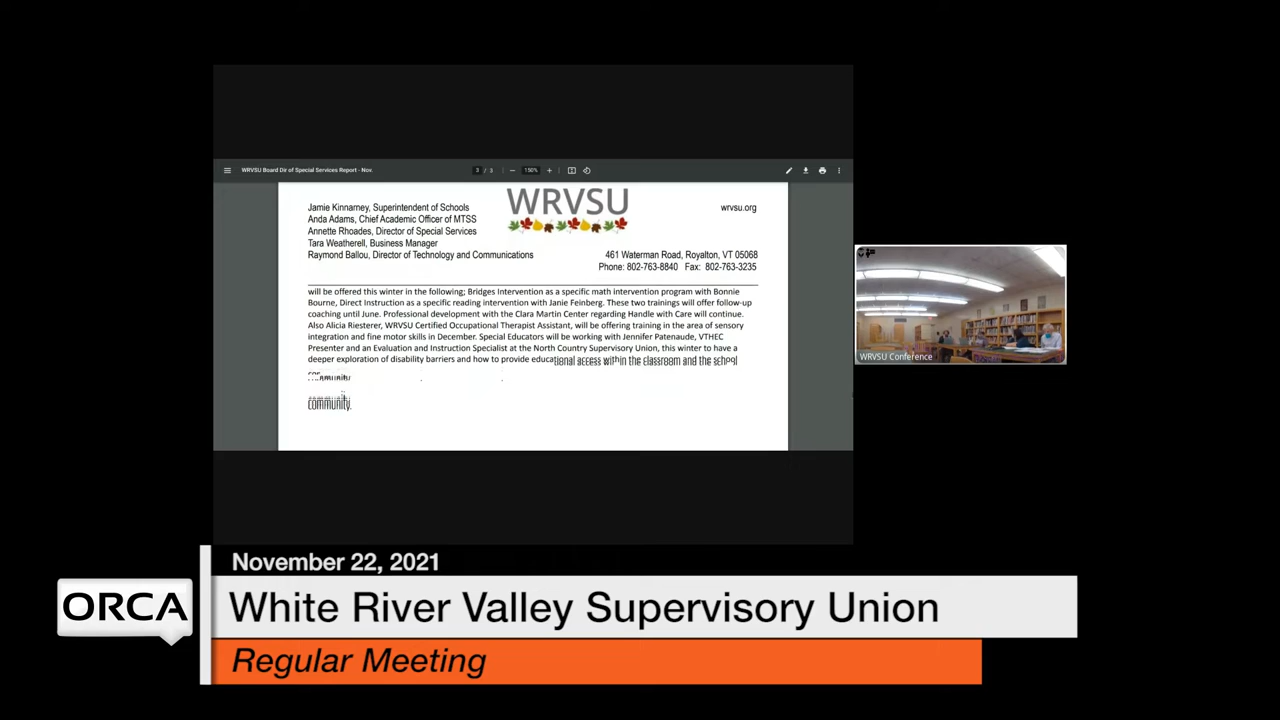 WRVSU Board Dir of Special Services Report - Nov.
3 / 3
150%
Jamie Kinnarney, Superintendent of Schools
Anda Adams, Chief Academic Officer of MTSS
Annette Rhoades, Director of Special Services
Tara Weatherell, Business Manager
Raymond Ballou, Director of Technology and Communications
WRVSU
wrvsu.org
461 Waterman Road, Royalton, VT 05068
Phone: 802-763-8840 Fax: 802-763-3235
will be offered this winter in the following; Bridges Intervention as a specific math intervention program with Bonnie
Bourne, Direct Instruction as a specific reading intervention with Janie Feinberg. These two trainings will offer follow-up
coaching until June. Professional development with the Clara Martin Center regarding Handle with Care will continue.
Also Alicia Riesterer, WRVSU Certified Occupational Therapist Assistant, will be offering training in the area of sensory
integration and fine motor skills in December. Special Educators will be working with Jennifer Patenaude, VTHEC
Presenter and an Evaluation and Instruction Specialist at the North Country Supervisory Union, this winter to have a
deeper exploration of disability barriers and how to provide educational access within the classroom and the school
community
community.
WRVSU Conference
November 22, 2021
ORCA
White River Valley Supervisory Union
Regular Meeting